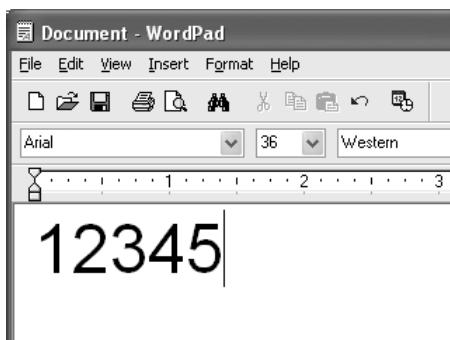 Document - WordPad
File Edit View Insert Format Help
Arial 36 Western
1 2 3
12345